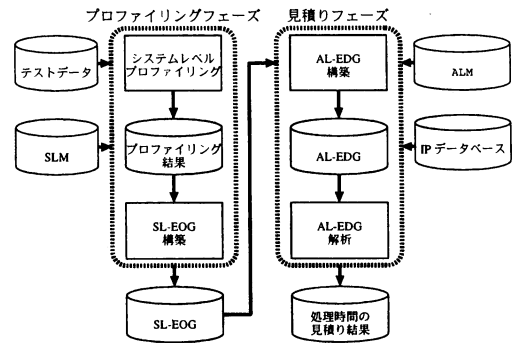 プロファイリングフェーズ
見積りフェーズ
テストデータ
SLM
システムレベル
プロファイリング
プロファイリング
結果
SL-EOG
構築
SL-EOG
AL-EDG
構築
AL-EDG
AL-EDG
解析
処理時間の
見積り結果
ALM
IPデータベース